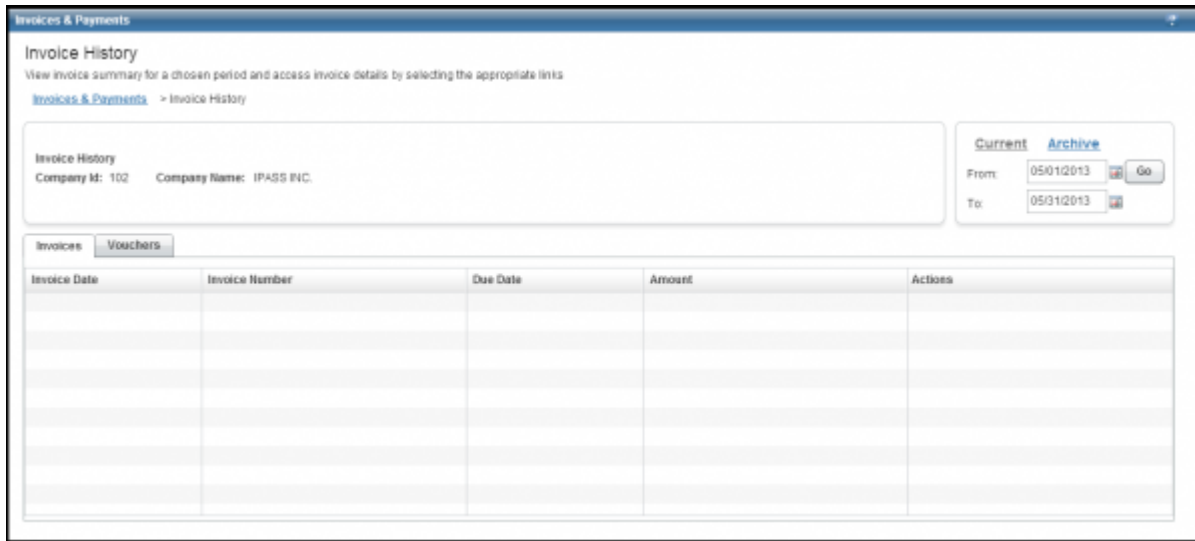 Invoices & Payments ?
Invoice History
View invoice summary for a chosen period and access invoice details by selecting the appropriate links
Invoices & Payments > Invoice History
Invoice History
Company Id: 102 Company Name: IPASS INC.
Current Archive
From: 05/01/2013 Go
To: 05/31/2013
Invoices Vouchers
Invoice Date Invoice Number Due Date Amount Actions